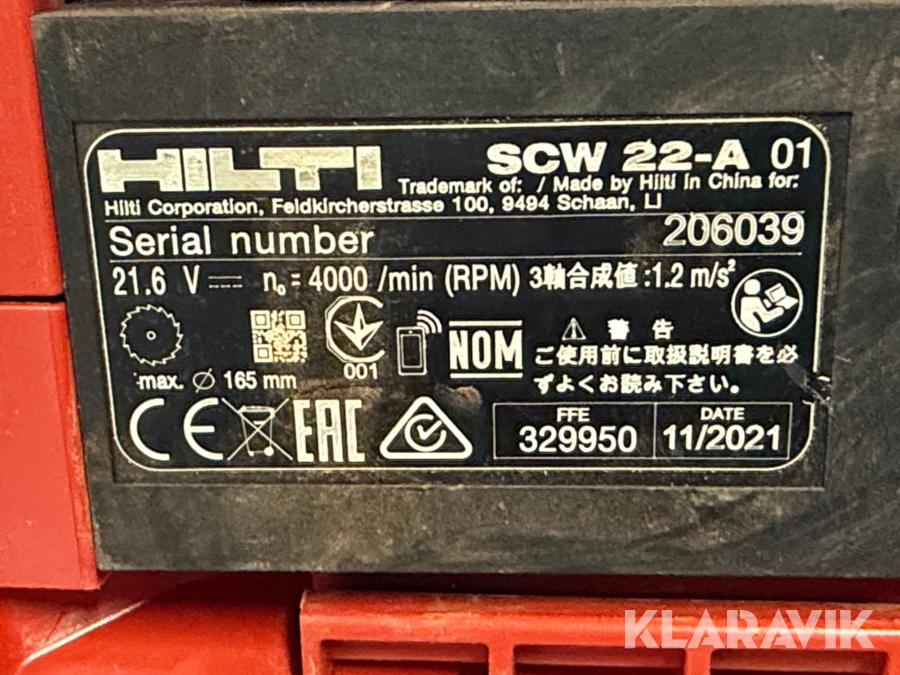 HILTI SCW 22-A 01
Trademark of: / Made by Hilti in China for:
Hilti Corporation, Feldkircherstrasse 100, 9494 Schaan, LI
Serial number 206039
21.6 V n₀ = 4000 /min (RPM) 3軸合成値:1.2 m/s²
001
NOM
⚠ 警告
ご使用前に取扱説明書を必
ずよくお読み下さい。
max. Ø 165 mm
CE EAC
FFE
329950
DATE
11/2021
KLARAVIK